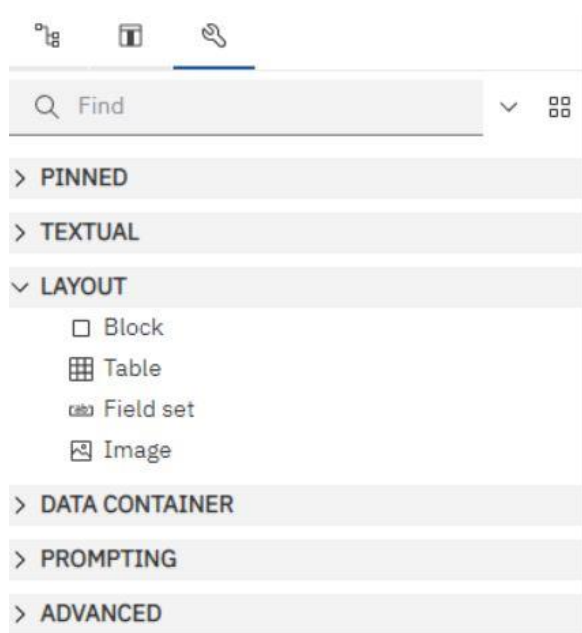 Find
PINNED
TEXTUAL
LAYOUT
Block
Table
Field set
Image
DATA CONTAINER
PROMPTING
ADVANCED